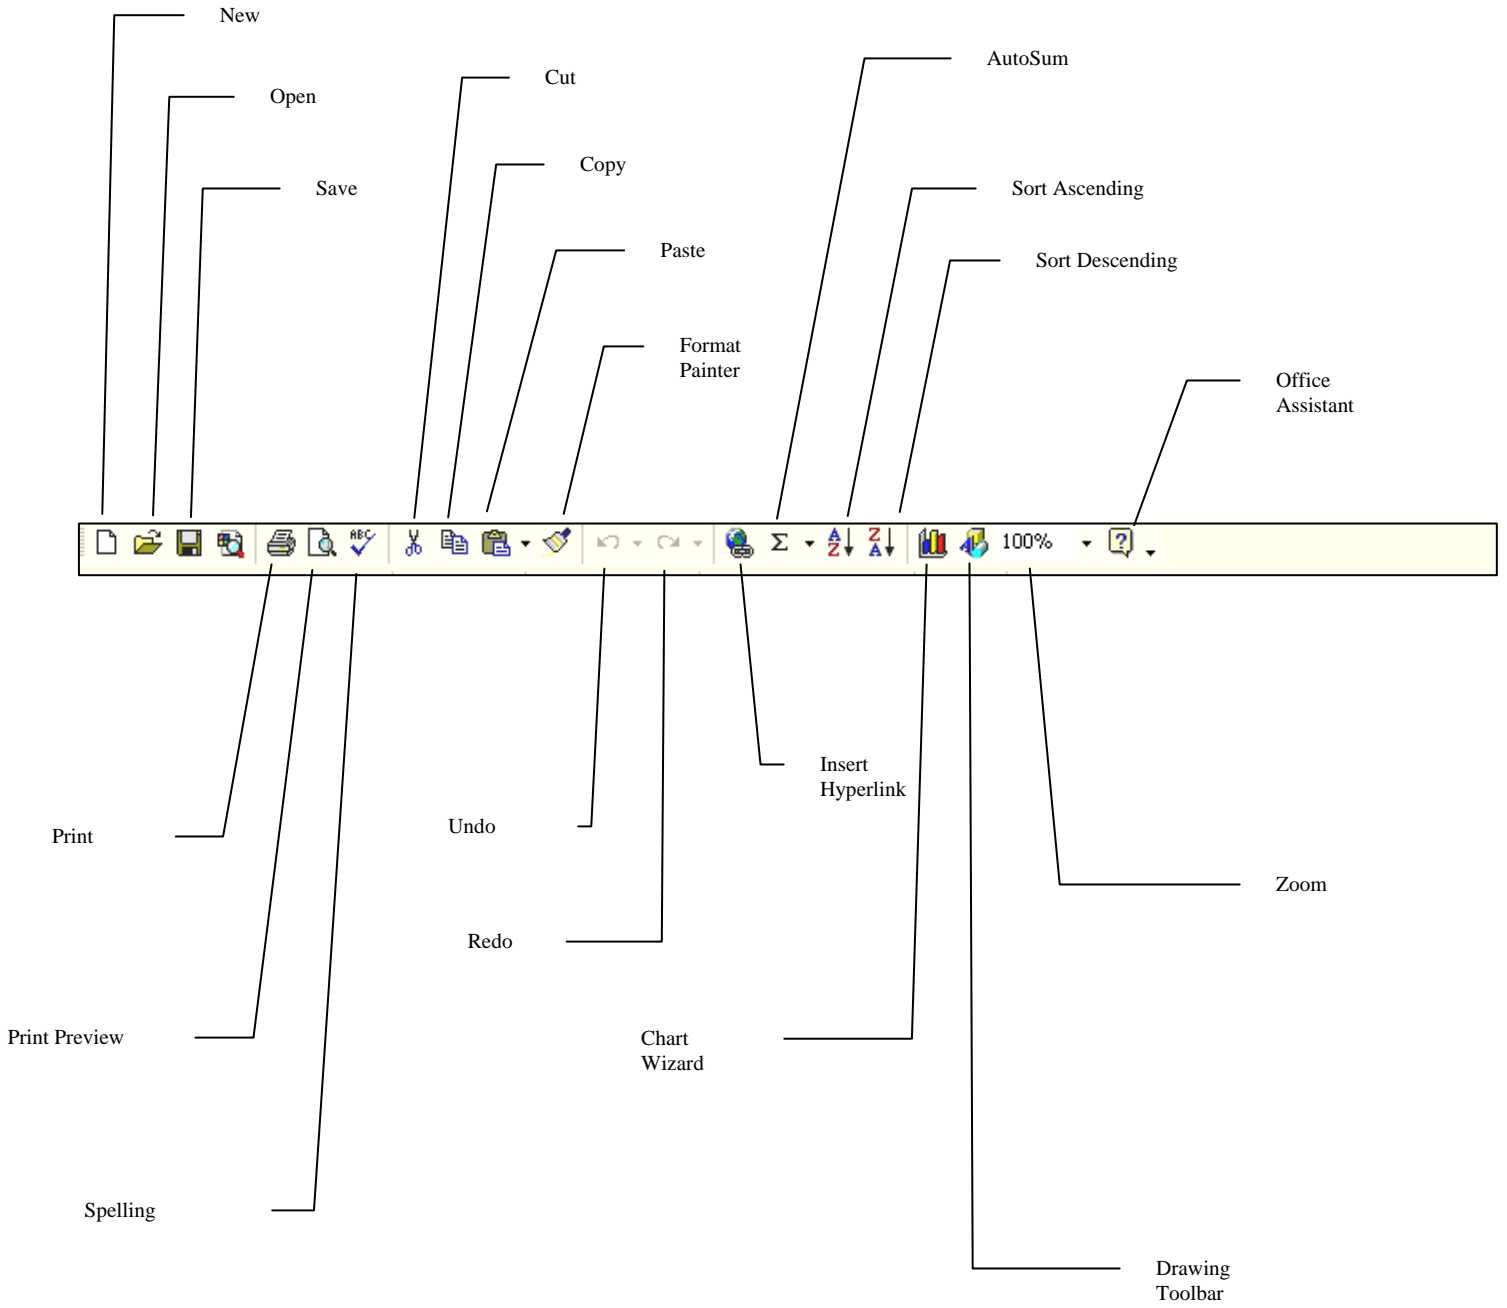 New
AutoSum
Cut
Open
Copy
Save
Sort Ascending
Paste
Sort Descending
Format
Painter
Office
Assistant
ABC
Σ
A
Z
Z
A
100%
?
Insert
Hyperlink
Print
Undo
Zoom
Redo
Print Preview
Chart
Wizard
Spelling
Drawing
Toolbar